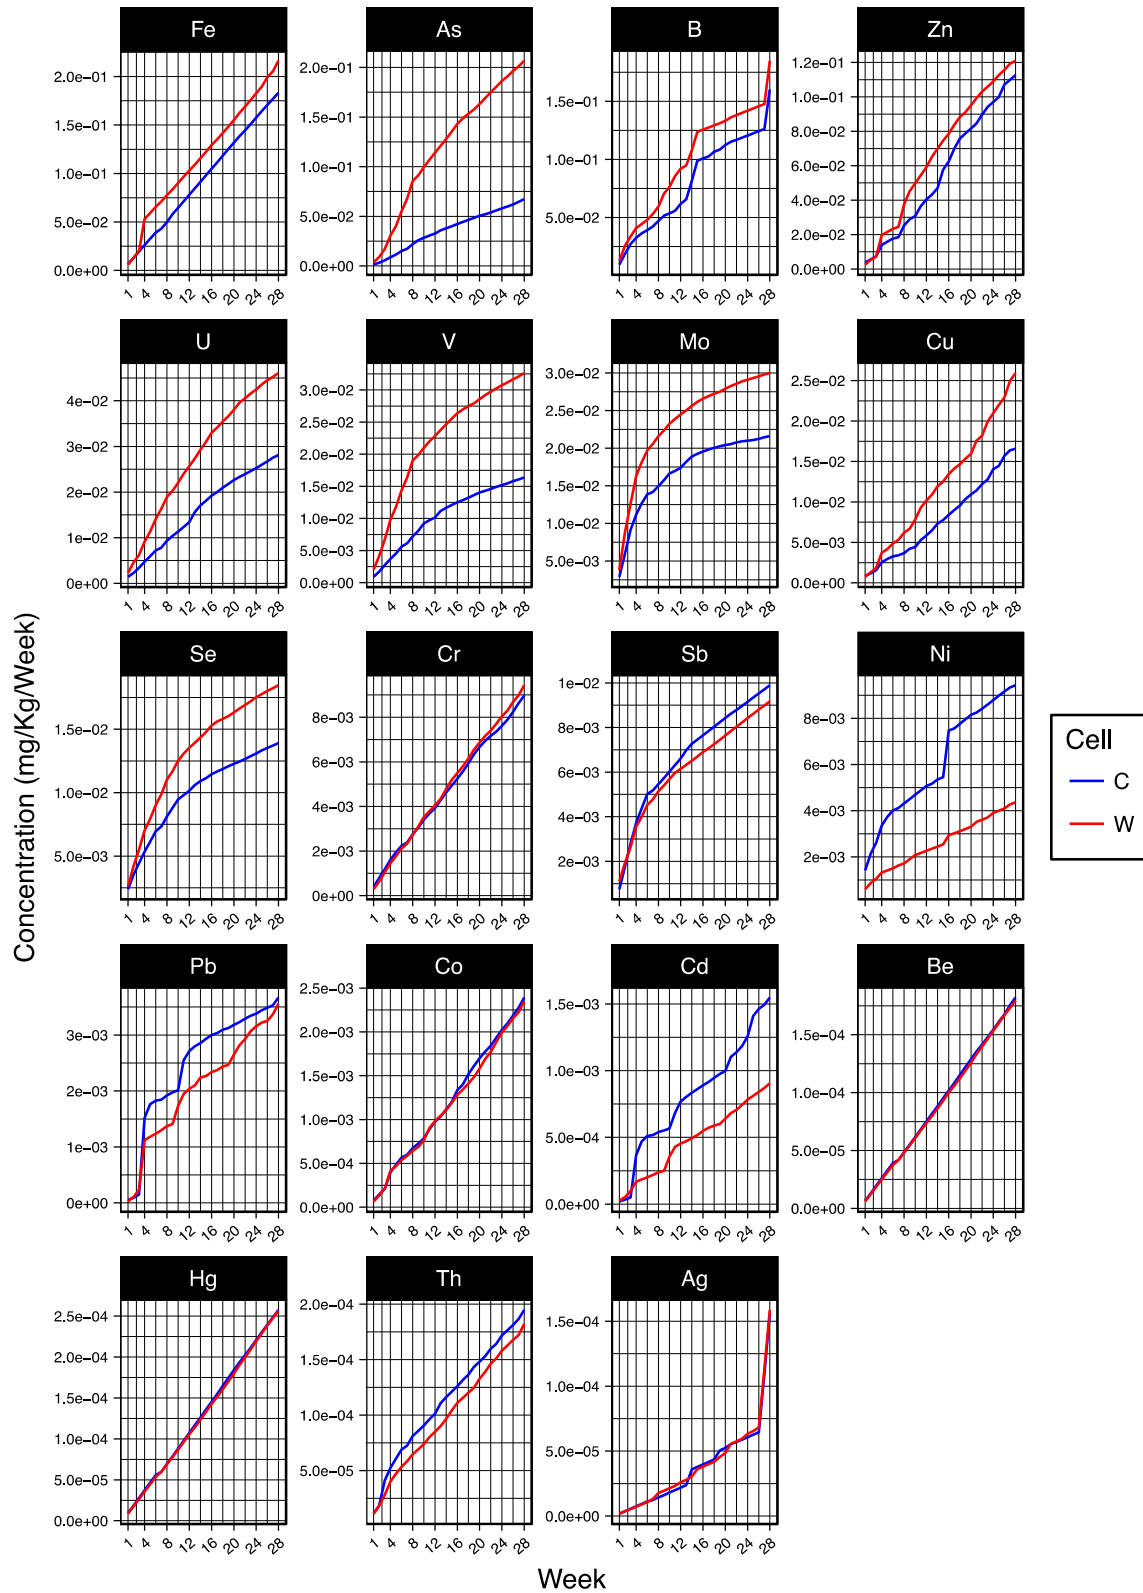 Fe As B Zn
2.0e−01
1.5e−01
1.0e−01
5.0e−02
0.0e+00
1 4 8 12 16 20 24 28
2.0e−01
1.5e−01
1.0e−01
5.0e−02
0.0e+00
1 4 8 12 16 20 24 28
1.5e−01
1.0e−01
5.0e−02
1 4 8 12 16 20 24 28
1.2e−01
1.0e−01
8.0e−02
6.0e−02
4.0e−02
2.0e−02
0.0e+00
1 4 8 12 16 20 24 28
U V Mo Cu
4e−02
3e−02
2e−02
1e−02
0e+00
1 4 8 12 16 20 24 28
3.0e−02
2.5e−02
2.0e−02
1.5e−02
1.0e−02
5.0e−03
0.0e+00
1 4 8 12 16 20 24 28
3.0e−02
2.5e−02
2.0e−02
1.5e−02
1.0e−02
5.0e−03
1 4 8 12 16 20 24 28
2.5e−02
2.0e−02
1.5e−02
1.0e−02
5.0e−03
0.0e+00
1 4 8 12 16 20 24 28
Se Cr Sb Ni
1.5e−02
1.0e−02
5.0e−03
1 4 8 12 16 20 24 28
8e−03
6e−03
4e−03
2e−03
0e+00
1 4 8 12 16 20 24 28
1e−02
8e−03
6e−03
4e−03
2e−03
1 4 8 12 16 20 24 28
8e−03
6e−03
4e−03
2e−03
1 4 8 12 16 20 24 28
Pb Co Cd Be
3e−03
2e−03
1e−03
0e+00
1 4 8 12 16 20 24 28
2.5e−03
2.0e−03
1.5e−03
1.0e−03
5.0e−04
0.0e+00
1 4 8 12 16 20 24 28
1.5e−03
1.0e−03
5.0e−04
0.0e+00
1 4 8 12 16 20 24 28
1.5e−04
1.0e−04
5.0e−05
0.0e+00
1 4 8 12 16 20 24 28
Hg Th Ag
2.5e−04
2.0e−04
1.5e−04
1.0e−04
5.0e−05
0.0e+00
1 4 8 12 16 20 24 28
2.0e−04
1.5e−04
1.0e−04
5.0e−05
1 4 8 12 16 20 24 28
1.5e−04
1.0e−04
5.0e−05
0.0e+00
1 4 8 12 16 20 24 28
Concentration (mg/Kg/Week)
Week
Cell
C
W